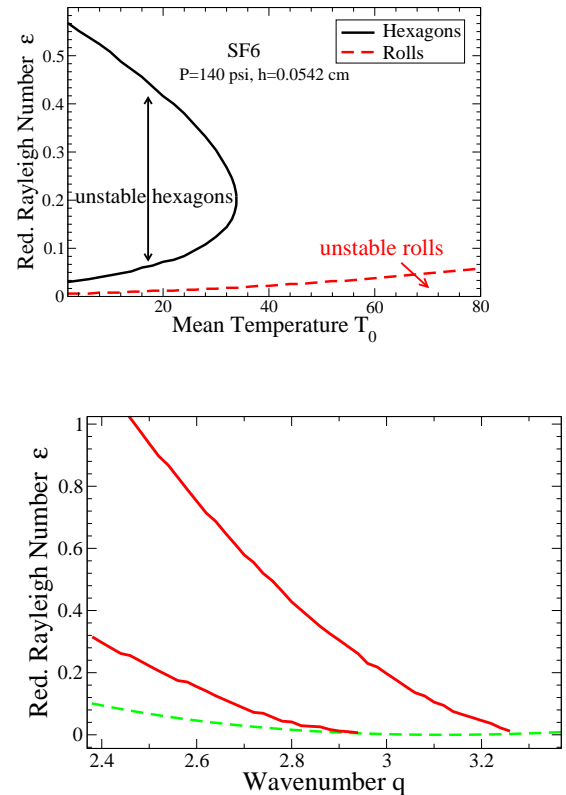 Hexagons
Rolls
SF6
P=140 psi, h=0.0542 cm
Red. Rayleigh Number ε
0.5
0.4
0.3
0.2
0.1
0
unstable hexagons
unstable rolls
20
40
60
80
Mean Temperature T0
1
0.8
0.6
0.4
0.2
0
Red. Rayleigh Number ε
2.4
2.6
2.8
3
3.2
Wavenumber q